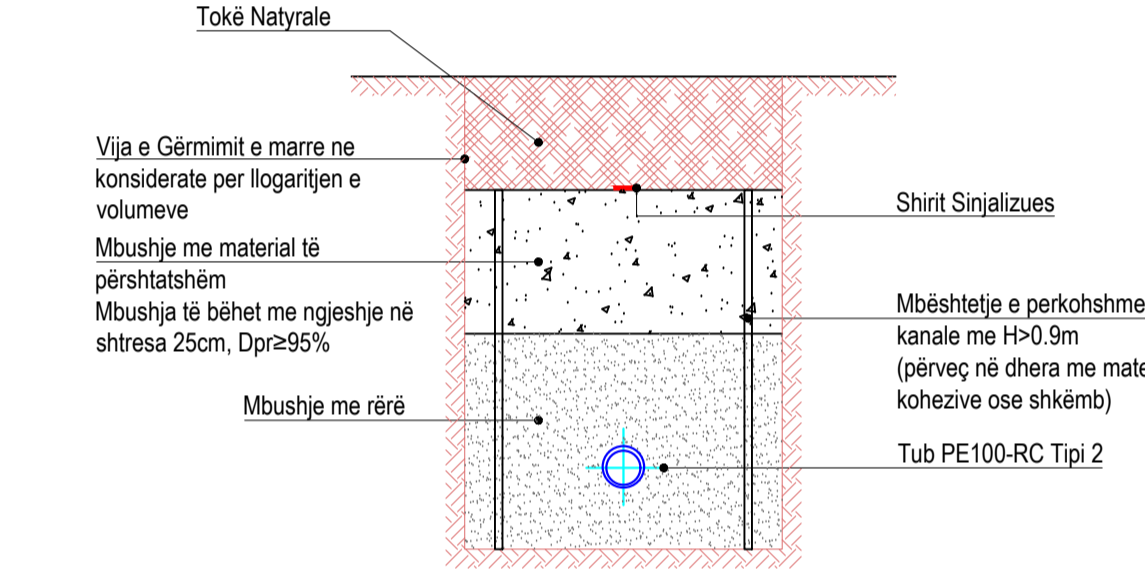 Tokë Natyrale
Vija e Gërmimit e marre ne
konsiderate per llogaritjen e
volumeve
Mbushje me material të
përshtatshëm
Mbushja të bëhet me ngjeshje në
shtresa 25cm, Dpr≥95%
Mbushje me rërë
Shirit Sinjalizues
Mbështetje e perkohshme
kanale me H>0.9m
(përveç në dhera me mate
kohezive ose shkëmb)
Tub PE100-RC Tipi 2